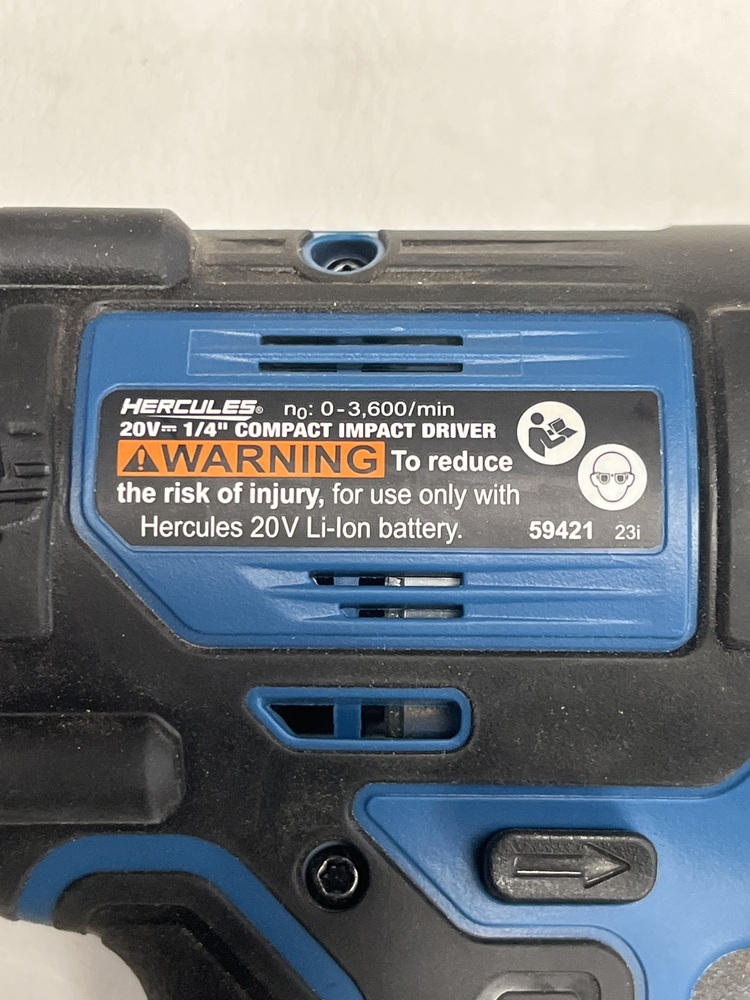 HERCULES® n₀: 0-3,600/min
20V⎓ 1/4" COMPACT IMPACT DRIVER
⚠WARNING To reduce
the risk of injury, for use only with
Hercules 20V Li-Ion battery. 59421 23i